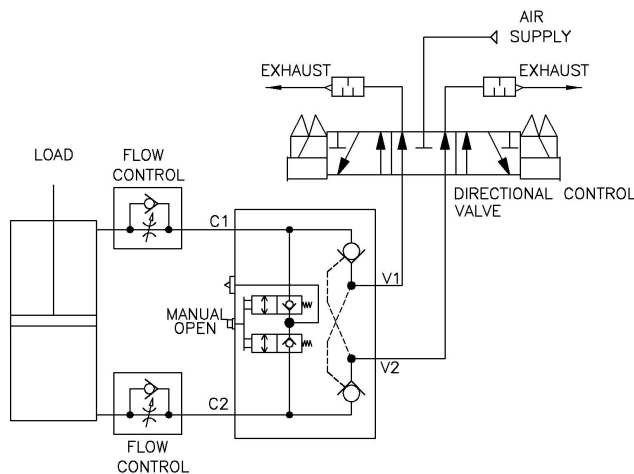 AIR
SUPPLY
EXHAUST
EXHAUST
LOAD
FLOW
CONTROL
DIRECTIONAL CONTROL
VALVE
C1
V1
MANUAL
OPEN
V2
C2
FLOW
CONTROL